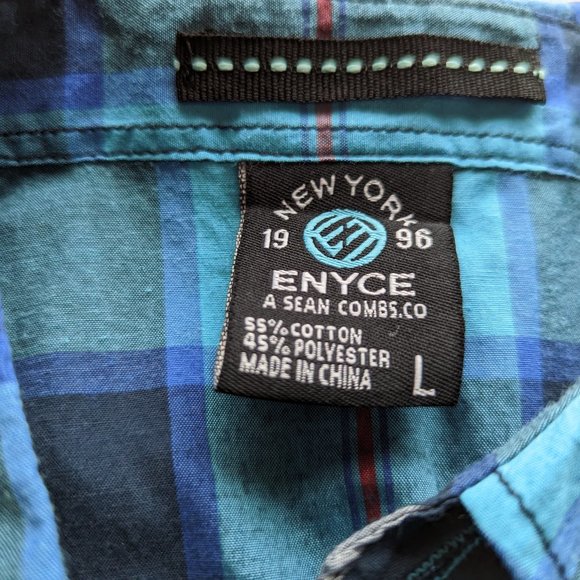 NEW YORK
19 96
ENYCE
A SEAN COMBS.CO
55% COTTON
45% POLYESTER
MADE IN CHINA
L